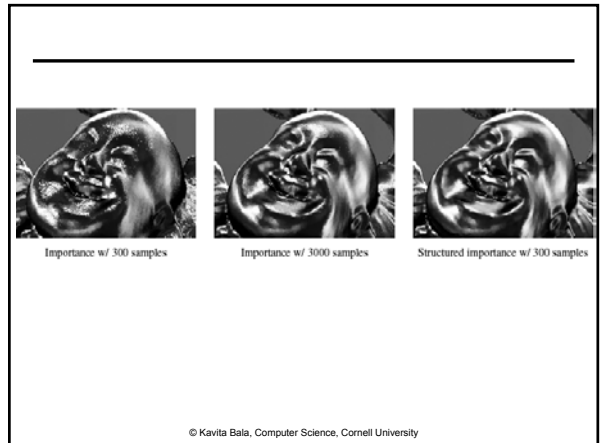 Importance w/ 300 samples
Importance w/ 3000 samples
Structured importance w/ 300 samples
© Kavita Bala, Computer Science, Cornell University